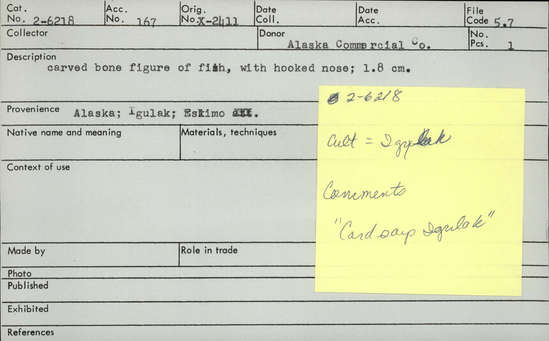 Cat. No. 2-6218 Acc. No. 167 Orig. No. X-2411 Date Coll. Date Acc. File Code 5.7
Collector Donor Alaska Commercial Co. No. Pcs. 1
Description
carved bone figure of fish, with hooked nose; 1.8 cm.
Provenience Alaska; Igulak; Eskimo
Native name and meaning Materials, techniques
Context of use
Made by Role in trade
Photo
Published
Exhibited
References
2-6218
Cult = Igulak
Comments
"Card says Igulak"